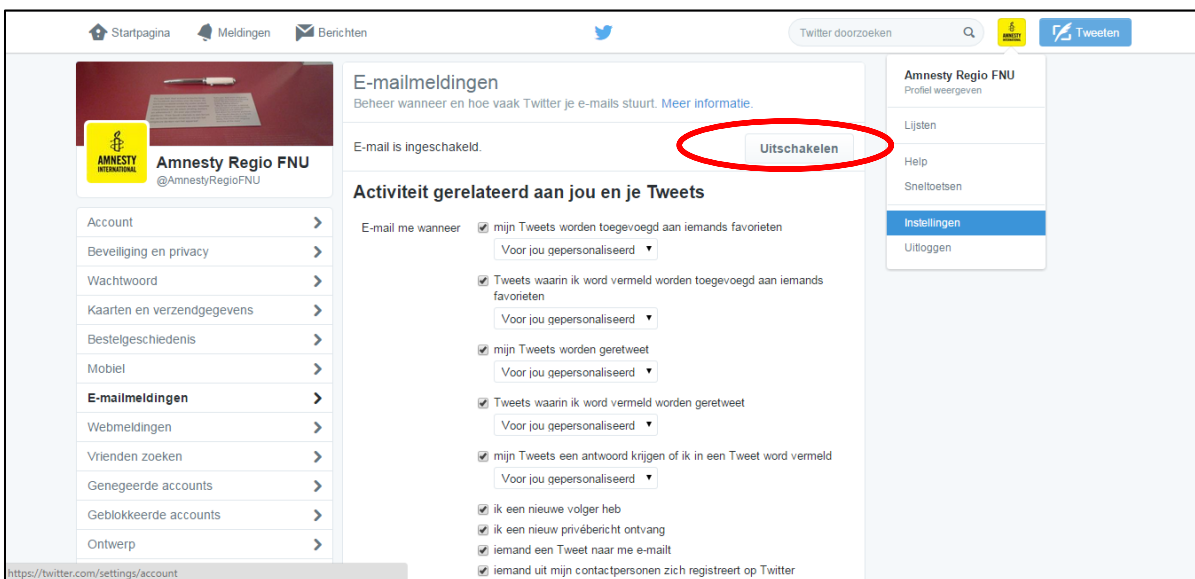 Startpagina Meldingen Berichten Twitter doorzoeken AMNESTY Tweeten
AMNESTY
INTERNATIONAL
Amnesty Regio FNU
@AmnestyRegioFNU
Account
Beveiliging en privacy
Wachtwoord
Kaarten en verzendgegevens
Bestelgeschiedenis
Mobiel
E-mailmeldingen
Webmeldingen
Vrienden zoeken
Genegeerde accounts
Geblokkeerde accounts
Ontwerp
https://twitter.com/settings/account
E-mailmeldingen
Beheer wanneer en hoe vaak Twitter je e-mails stuurt. Meer informatie.
E-mail is ingeschakeld. Uitschakelen
Activiteit gerelateerd aan jou en je Tweets
E-mail me wanneer mijn Tweets worden toegevoegd aan iemands favorieten
Voor jou gepersonaliseerd
Tweets waarin ik word vermeld worden toegevoegd aan iemands
favorieten
Voor jou gepersonaliseerd
mijn Tweets worden geretweet
Voor jou gepersonaliseerd
Tweets waarin ik word vermeld worden geretweet
Voor jou gepersonaliseerd
mijn Tweets een antwoord krijgen of ik in een Tweet word vermeld
Voor jou gepersonaliseerd
ik een nieuwe volger heb
ik een nieuw privébericht ontvang
iemand een Tweet naar me e-mailt
iemand uit mijn contactpersonen zich registreert op Twitter
Amnesty Regio FNU
Profiel weergeven
Lijsten
Help
Sneltoetsen
Instellingen
Uitloggen